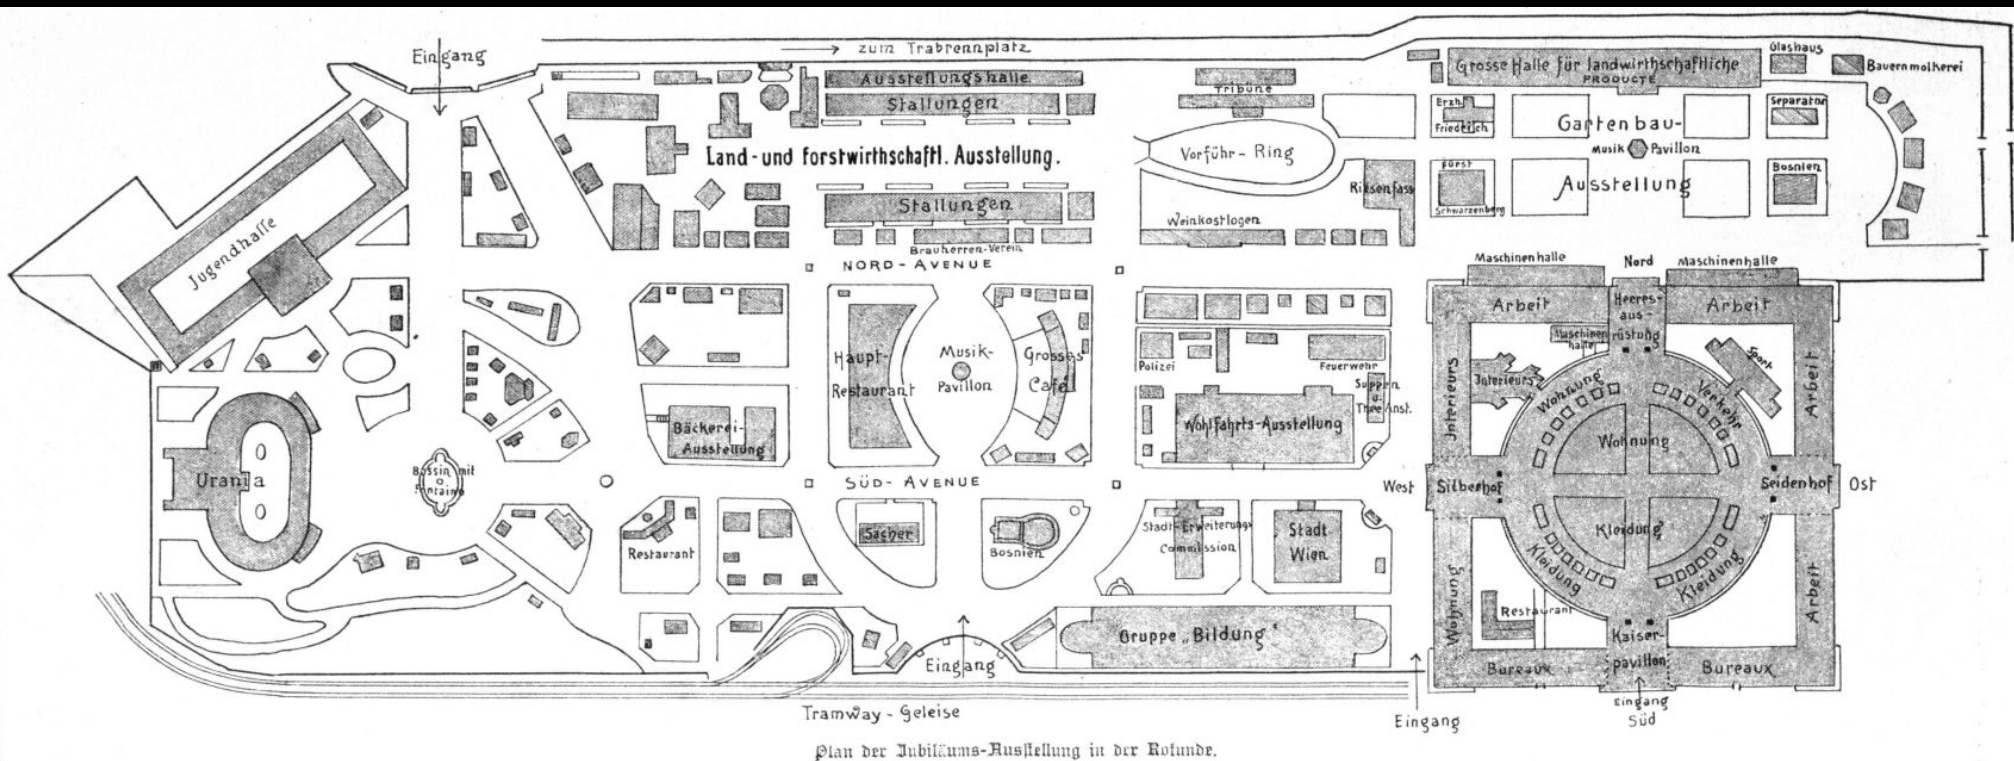 Eingang
zum Trabrennplatz
Ausstellungshalle
Stallungen
Land- und forstwirthschaftl. Ausstellung.
Stallungen
Brauherren-Verein
NORD-AVENUE
Tribüne
Vorführ-Ring
Riesenfass
Weinkostlogen
Grosse Halle für landwirthschaftliche
PRODUCTE
Glashaus
Bauernmolkerei
Erzh.
Friedrich
Gartenbau-
Separator
Musik Pavillon
Fürst
Schwarzenberg
Ausstellung
Bosnien
Jugendhalle
Urania
Bassin mit
Fontaine
Bäckerei-
Ausstellung
Haupt-
Restaurant
Musik-
Pavillon
Grosses
Café
Polizei
Feuerwehr
Suppen
u.
Thee Anst.
Wohlfahrts-Ausstellung
SÜD-AVENUE
Restaurant
Sacher
Bosnien
Stadt-Erweiterungs
Commission
Stadt
Wien
Gruppe „Bildung“
Eingang
Tramway-Geleise
Eingang
Maschinenhalle
Nord
Maschinenhalle
Arbeit
Heeres-
aus-
rüstung
Arbeit
Maschinen
halle
Sport
Interieurs
Interieurs
Wohnung
Verkehr
Arbeit
Wohnung
West
Silberhof
Seidenhof
Ost
Kleidung
Kleidung
Kleidung
Wohnung
Restaurant
Arbeit
Kaiser-
pavillon
Bureaux
Bureaux
Eingang
Süd
Plan der Jubiläums-Ausstellung in der Rotunde.